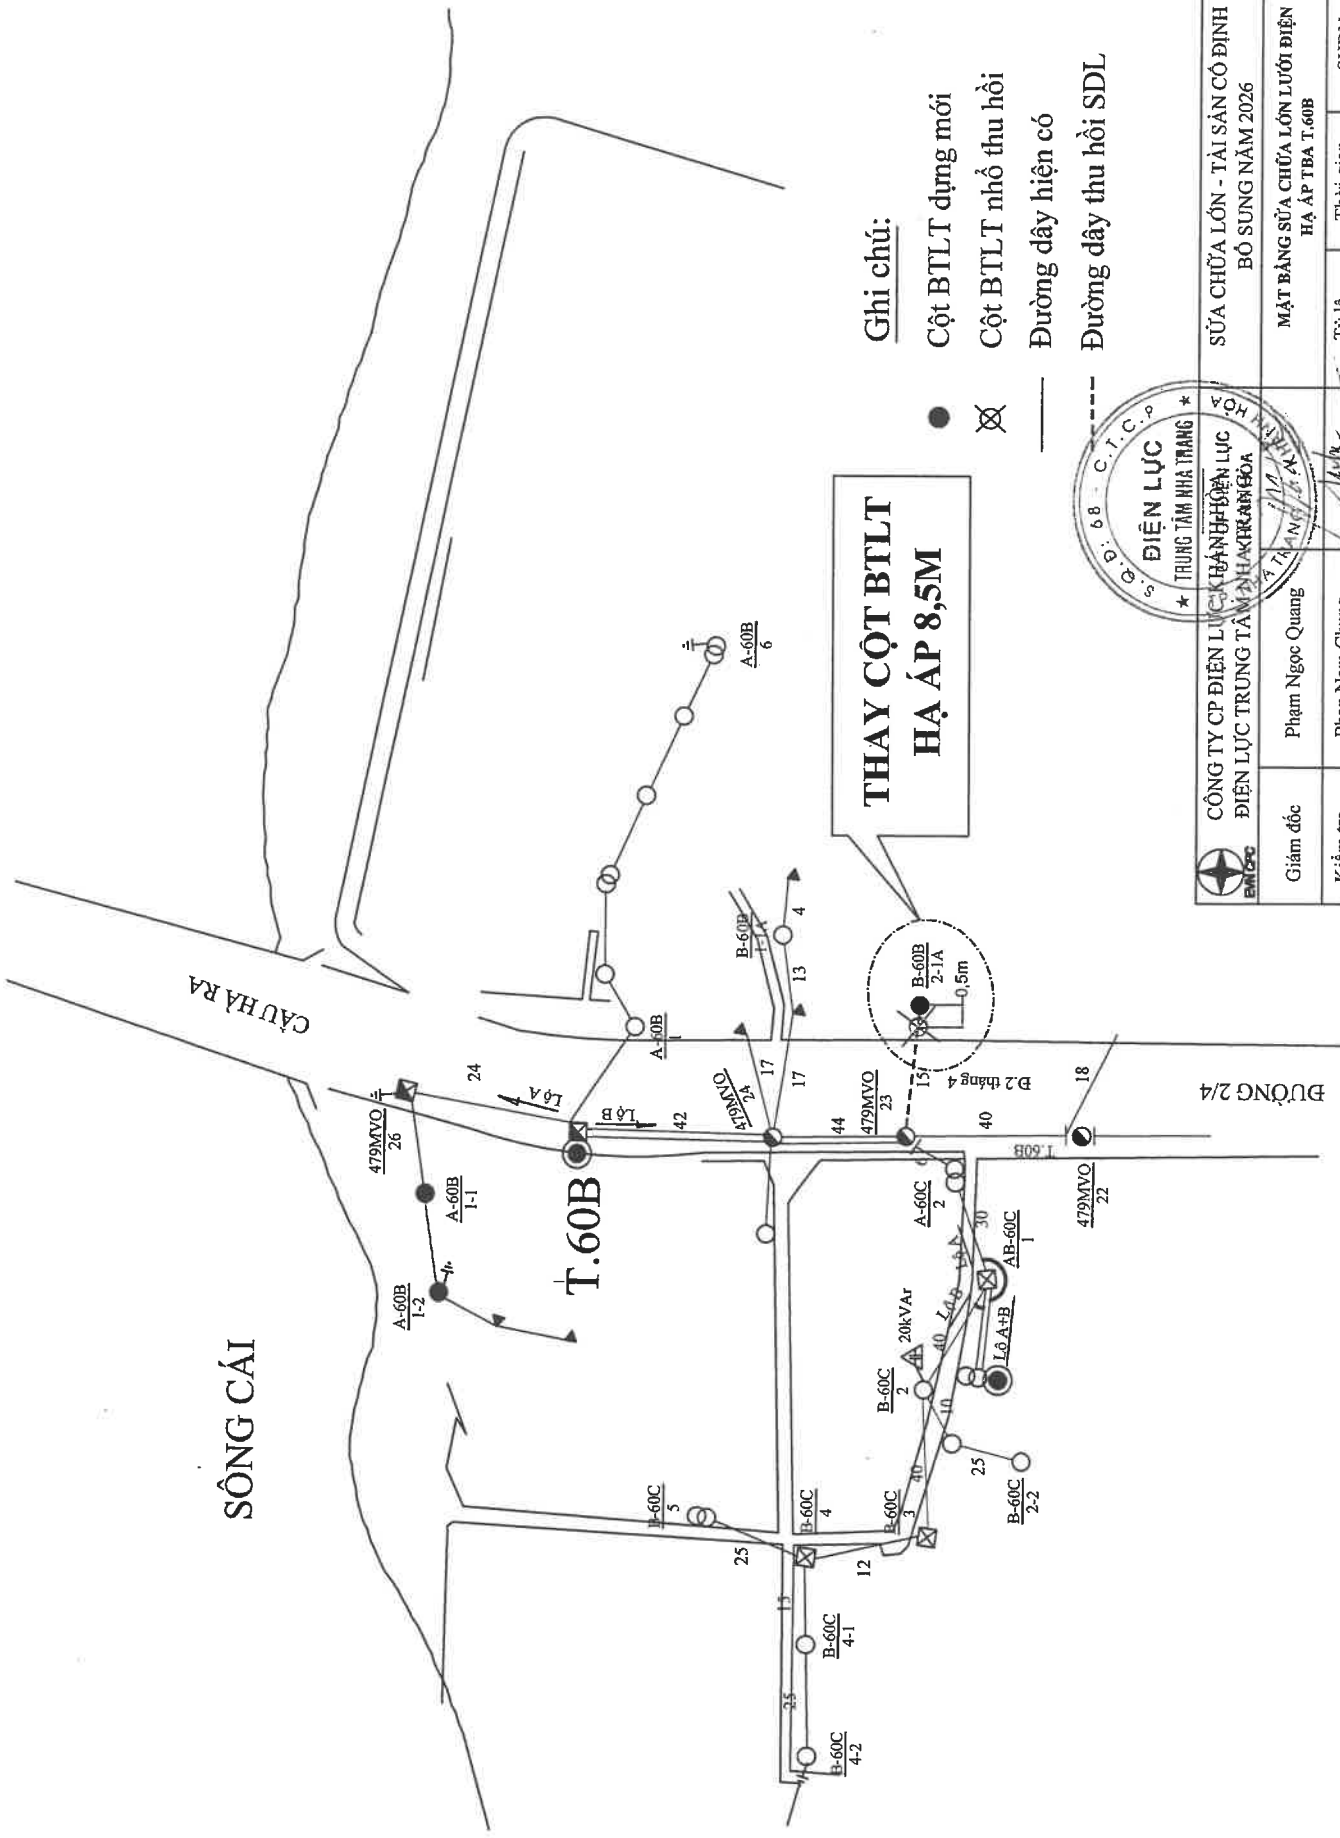 SÔNG CÁI
CẦU HÀ RA
479MVO
26
24
Lộ A
A-60B
1-1
A-60B
1-2
T.60B
Lộ B
42
A-60B
1
A-60B
6
479MVO
24
17
17
B-60B
1-1A
13
4
44
479MVO
23
15
Đ.2 tháng 4
B-60B
2-1A
0,5m
40
18
T.60B
479MVO
22
ĐƯỜNG 2/4
A-60C
2
30
Lộ A
Lộ B
AB-60C
1
Lộ A+B
20kVAr
40
B-60C
2
10
25
B-60C
2-2
40
B-60C
3
B-60C
4
12
B-60C
5
25
15
B-60C
4-1
25
B-60C
4-2
THAY CỘT BTLT
HẠ ÁP 8,5M
Ghi chú:
Cột BTLT dựng mới
Cột BTLT nhổ thu hồi
Đường dây hiện có
Đường dây thu hồi SDL
EVNCPC
CÔNG TY CP ĐIỆN LỰC KHÁNH HÒA
ĐIỆN LỰC TRUNG TÂM NHA TRANG
SỬA CHỮA LỚN - TÀI SẢN CỐ ĐỊNH
BỔ SUNG NĂM 2026
Giám đốc
Phạm Ngọc Quang
MẶT BẰNG SỬA CHỮA LỚN LƯỚI ĐIỆN
HẠ ÁP TBA T.60B
S.Q.Đ: 68 - C.T.C.P
ĐIỆN LỰC
TRUNG TÂM NHA TRANG